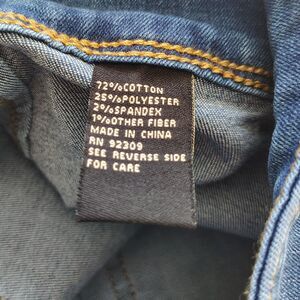 72%COTTON
25%POLYESTER
2%SPANDEX
1%OTHER FIBER
MADE IN CHINA
RN 92309
SEE REVERSE SIDE
FOR CARE